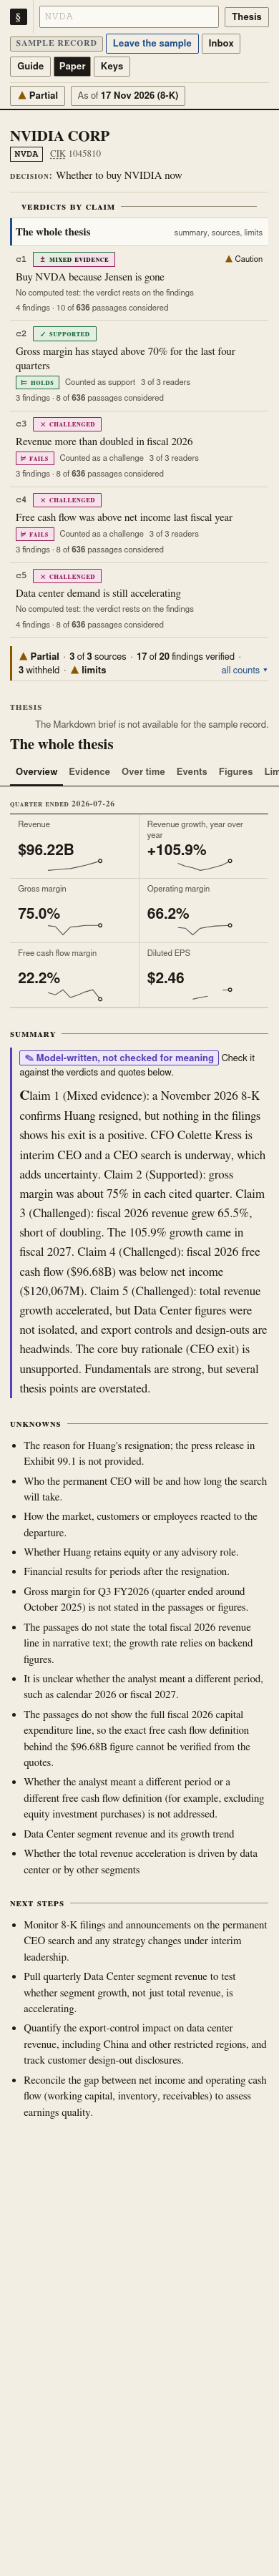 § NVDA Thesis
SAMPLE RECORD Leave the sample Inbox
Guide Paper Keys
▲ Partial As of 17 Nov 2026 (8-K)
NVIDIA CORP
NVDA CIK 1045810
DECISION: Whether to buy NVIDIA now
VERDICTS BY CLAIM
The whole thesis summary, sources, limits
c1 ± MIXED EVIDENCE ▲ Caution
Buy NVDA because Jensen is gone
No computed test: the verdict rests on the findings
4 findings · 10 of 636 passages considered
c2 ✓ SUPPORTED
Gross margin has stayed above 70% for the last four
quarters
⊨ HOLDS Counted as support 3 of 3 readers
3 findings · 8 of 636 passages considered
c3 × CHALLENGED
Revenue more than doubled in fiscal 2026
⊭ FAILS Counted as a challenge 3 of 3 readers
3 findings · 8 of 636 passages considered
c4 × CHALLENGED
Free cash flow was above net income last fiscal year
⊭ FAILS Counted as a challenge 3 of 3 readers
3 findings · 8 of 636 passages considered
c5 × CHALLENGED
Data center demand is still accelerating
No computed test: the verdict rests on the findings
4 findings · 8 of 636 passages considered
▲ Partial · 3 of 3 sources · 17 of 20 findings verified ·
3 withheld · ▲ limits all counts ▾
THESIS
The Markdown brief is not available for the sample record.
The whole thesis
Overview Evidence Over time Events Figures Lim
QUARTER ENDED 2026-07-26
Revenue
$96.22B
Revenue growth, year over
year
+105.9%
Gross margin
75.0%
Operating margin
66.2%
Free cash flow margin
22.2%
Diluted EPS
$2.46
SUMMARY
✎ Model-written, not checked for meaning Check it
against the verdicts and quotes below.
Claim 1 (Mixed evidence): a November 2026 8-K
confirms Huang resigned, but nothing in the filings
shows his exit is a positive. CFO Colette Kress is
interim CEO and a CEO search is underway, which
adds uncertainty. Claim 2 (Supported): gross
margin was about 75% in each cited quarter. Claim
3 (Challenged): fiscal 2026 revenue grew 65.5%,
short of doubling. The 105.9% growth came in
fiscal 2027. Claim 4 (Challenged): fiscal 2026 free
cash flow ($96.68B) was below net income
($120,067M). Claim 5 (Challenged): total revenue
growth accelerated, but Data Center figures were
not isolated, and export controls and design-outs are
headwinds. The core buy rationale (CEO exit) is
unsupported. Fundamentals are strong, but several
thesis points are overstated.
UNKNOWNS
• The reason for Huang's resignation; the press release in
Exhibit 99.1 is not provided.
• Who the permanent CEO will be and how long the search
will take.
• How the market, customers or employees reacted to the
departure.
• Whether Huang retains equity or any advisory role.
• Financial results for periods after the resignation.
• Gross margin for Q3 FY2026 (quarter ended around
October 2025) is not stated in the passages or figures.
• The passages do not state the total fiscal 2026 revenue
line in narrative text; the growth rate relies on backend
figures.
• It is unclear whether the analyst meant a different period,
such as calendar 2026 or fiscal 2027.
• The passages do not show the full fiscal 2026 capital
expenditure line, so the exact free cash flow definition
behind the $96.68B figure cannot be verified from the
quotes.
• Whether the analyst meant a different period or a
different free cash flow definition (for example, excluding
equity investment purchases) is not addressed.
• Data Center segment revenue and its growth trend
• Whether the total revenue acceleration is driven by data
center or by other segments
NEXT STEPS
• Monitor 8-K filings and announcements on the permanent
CEO search and any strategy changes under interim
leadership.
• Pull quarterly Data Center segment revenue to test
whether segment growth, not just total revenue, is
accelerating.
• Quantify the export-control impact on data center
revenue, including China and other restricted regions, and
track customer design-out disclosures.
• Reconcile the gap between net income and operating cash
flow (working capital, inventory, receivables) to assess
earnings quality.